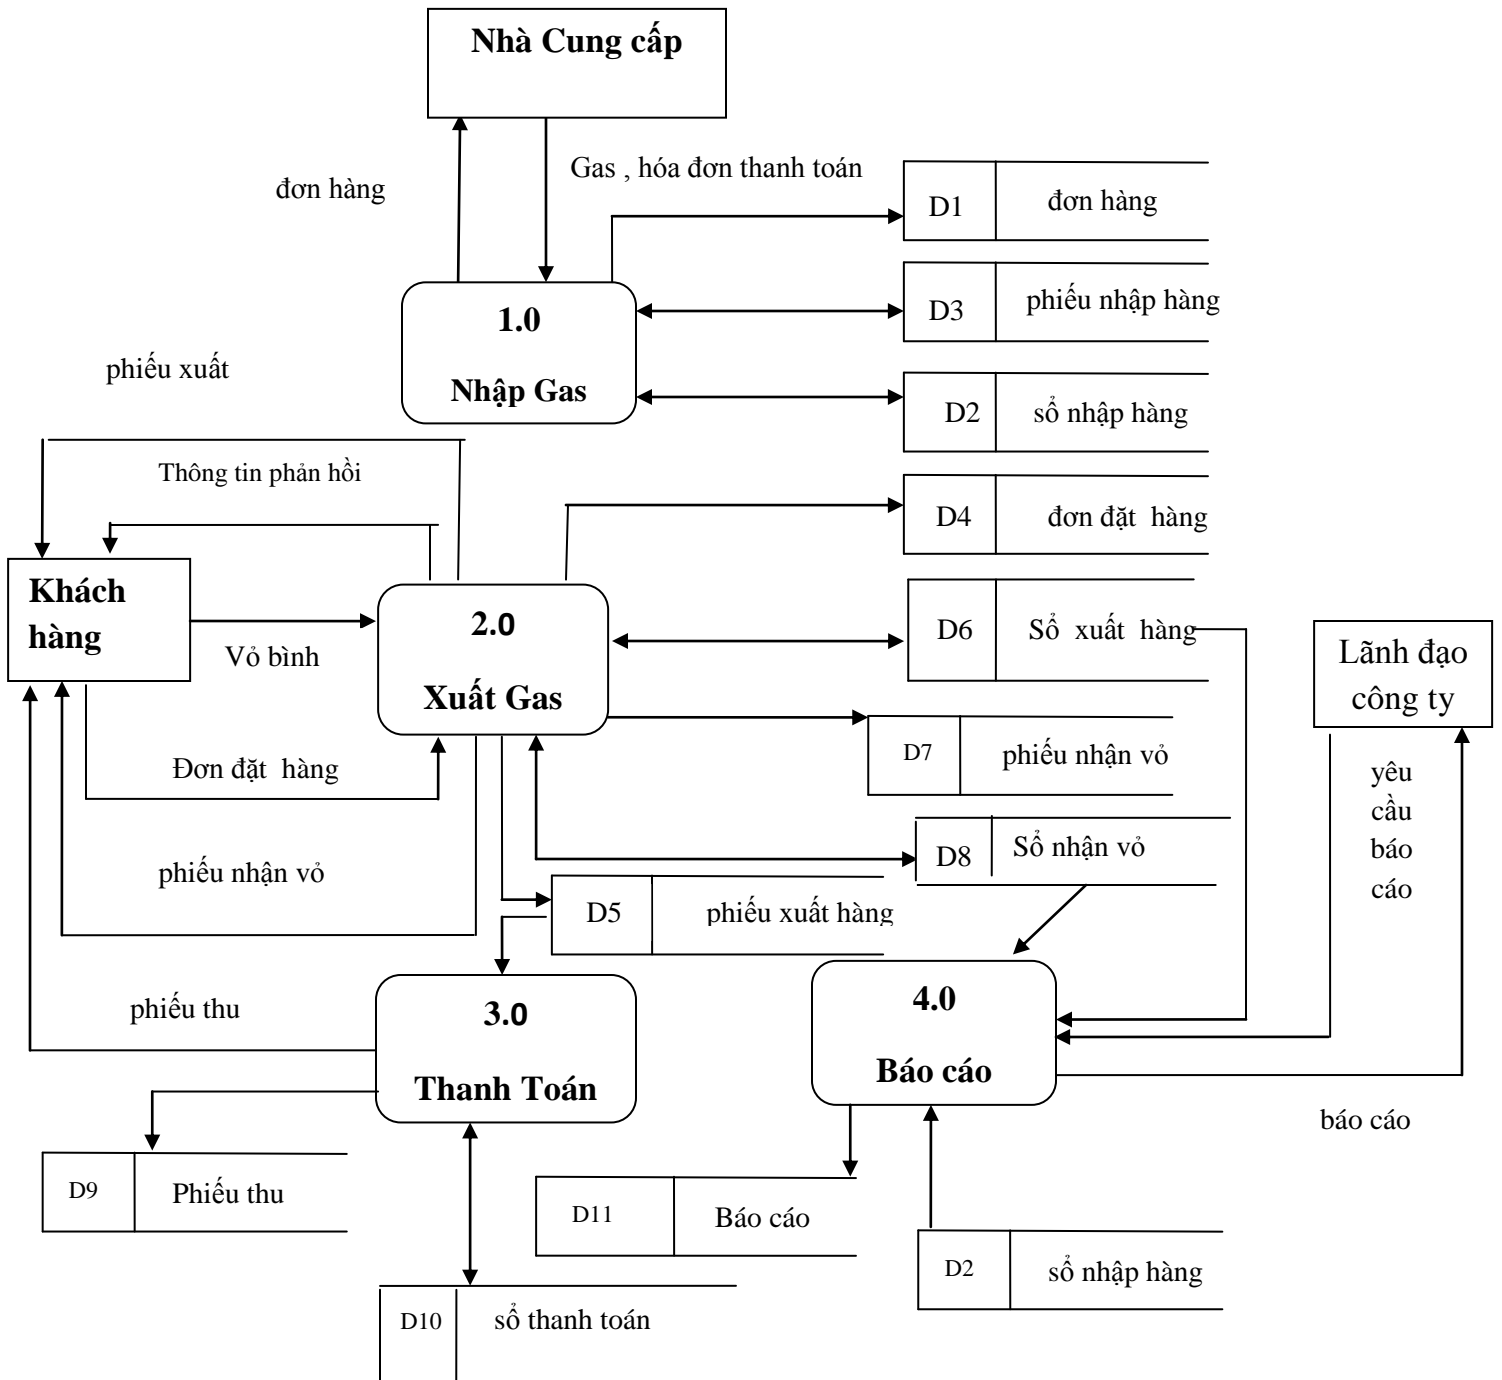 Nhà Cung cấp
Gas , hóa đơn thanh toán
đơn hàng
D1 đơn hàng
D3 phiếu nhập hàng
1.0
Nhập Gas
phiếu xuất
D2 sổ nhập hàng
Thông tin phản hồi
D4 đơn đặt hàng
Khách
hàng
2.0
Xuất Gas
Vỏ bình
D6 Sổ xuất hàng
Lãnh đạo
công ty
D7 phiếu nhận vỏ
Đơn đặt hàng
yêu
cầu
báo
cáo
D8 Sổ nhận vỏ
phiếu nhận vỏ
D5 phiếu xuất hàng
phiếu thu
3.0
Thanh Toán
4.0
Báo cáo
báo cáo
D9 Phiếu thu
D11 Báo cáo
D2 sổ nhập hàng
D10 sổ thanh toán